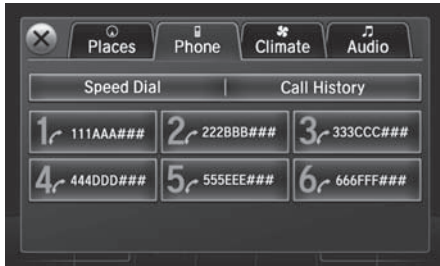 Places Phone Climate Audio
Speed Dial | Call History
1 111AAA### 2 222BBB### 3 333CCC###
4 444DDD### 5 555EEE### 6 666FFF###